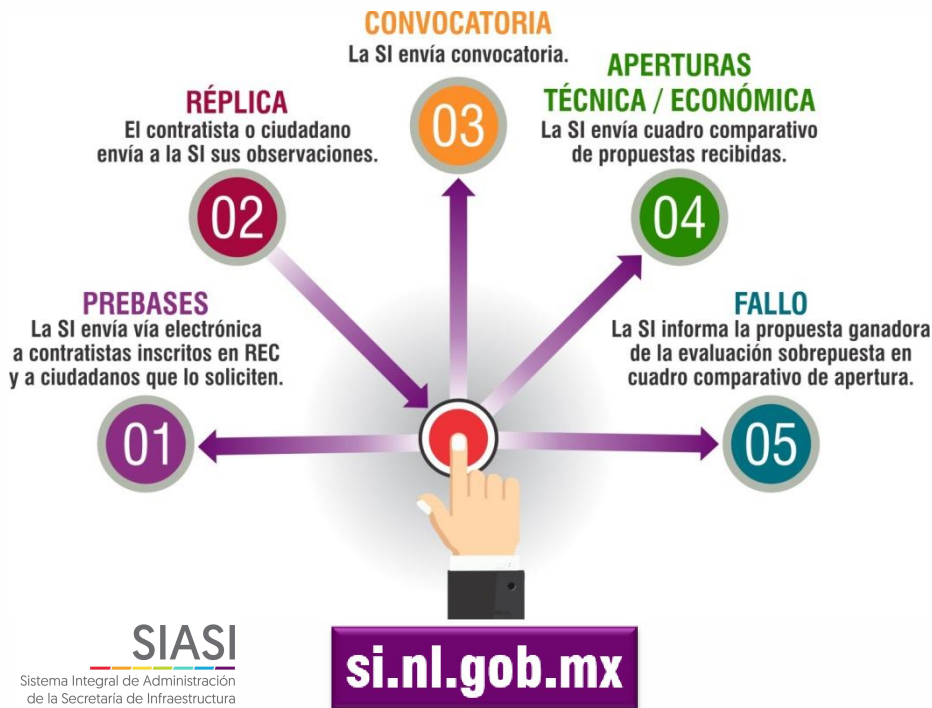 CONVOCATORIA
La SI envía convocatoria.
03
APERTURAS
TÉCNICA / ECONÓMICA
La SI envía cuadro comparativo
de propuestas recibidas.
04
RÉPLICA
El contratista o ciudadano
envía a la SI sus observaciones.
02
PREBASES
La SI envía vía electrónica
a contratistas inscritos en REC
y a ciudadanos que lo soliciten.
01
FALLO
La SI informa la propuesta ganadora
de la evaluación sobrepuesta en
cuadro comparativo de apertura.
05
SIASI
Sistema Integral de Administración
de la Secretaría de Infraestructura
si.nl.gob.mx